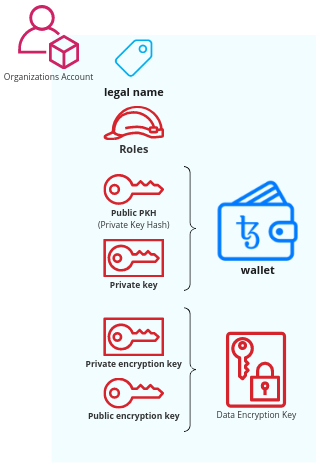 Organizations Account
legal name
Roles
Public PKH
(Private Key Hash)
Private key
wallet
Private encryption key
Public encryption key
Data Encryption Key